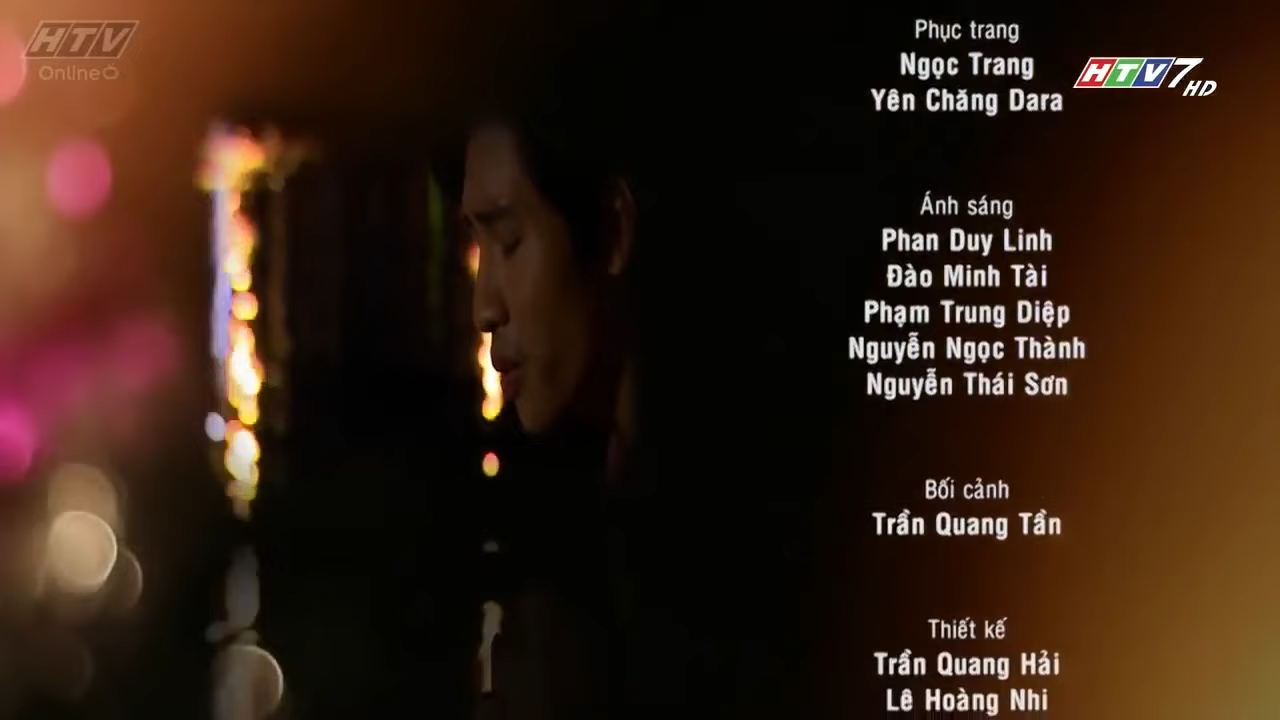 HTV
Online
HTV7
HD
Phục trang
Ngọc Trang
Yên Chăng Dara
Ánh sáng
Phan Duy Linh
Đào Minh Tài
Phạm Trung Diệp
Nguyễn Ngọc Thành
Nguyễn Thái Sơn
Bối cảnh
Trần Quang Tần
Thiết kế
Trần Quang Hải
Lê Hoàng Nhi